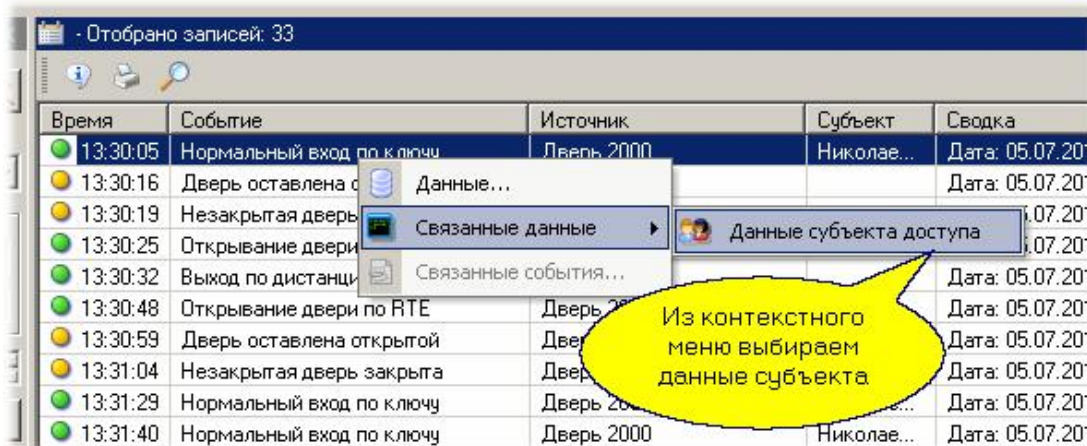 - Отобрано записей: 33
Время Событие Источник Субъект Сводка
13:30:05 Нормальный вход по ключу Дверь 2000 Николае... Дата: 05.07.20
13:30:16 Дверь оставлена Дата: 05.07.20
13:30:19 Незакрытая дверь .07.20
13:30:25 Открывание двери .07.20
13:30:32 Выход по дистанци Дата: 05.07.20
13:30:48 Открывание двери по RTE Дверь Дата: 05.07.20
13:30:59 Дверь оставлена открытой Дата: 05.07.20
13:31:04 Незакрытая дверь закрыта Дата: 05.07.20
13:31:29 Нормальный вход по ключу Дверь Дата: 05.07.20
13:31:40 Нормальный вход по ключу Дверь 2000 Николае... Дата: 05.07.20
Данные...
Связанные данные
Связанные события...
Данные субъекта доступа
Из контекстного
меню выбираем
данные субъекта